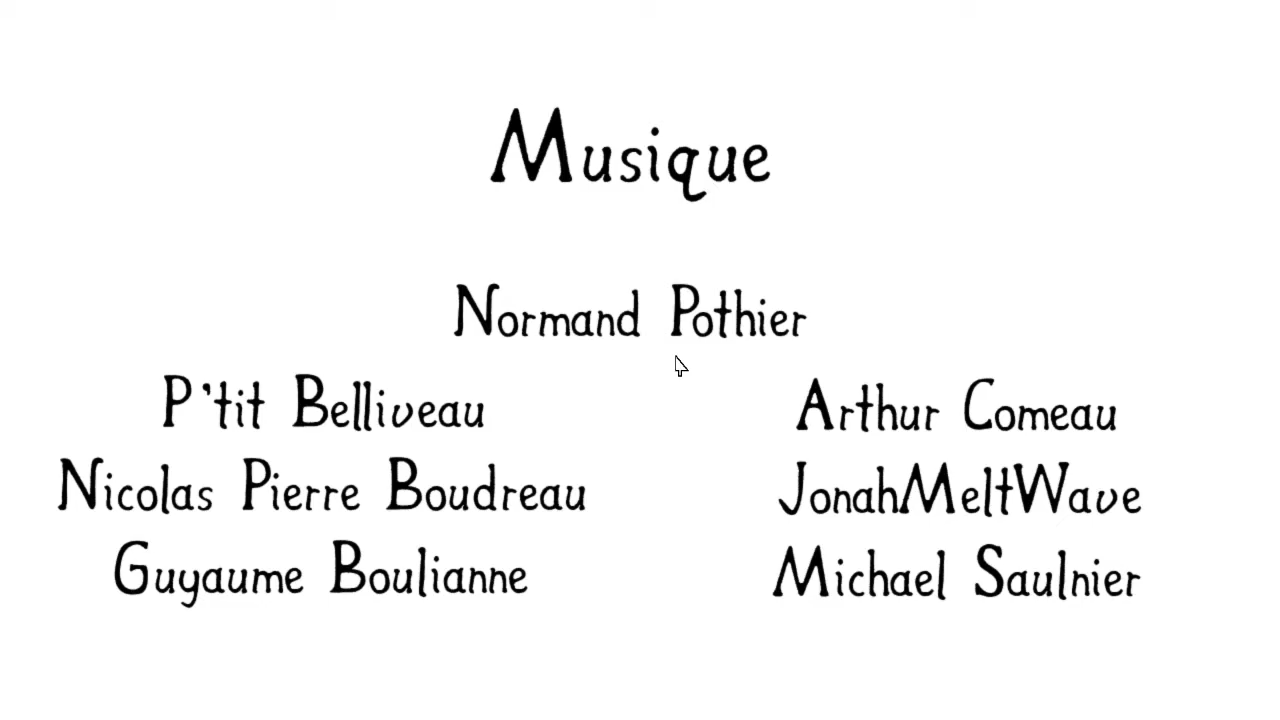 Musique
Normand Pothier
P'tit Belliveau
Arthur Comeau
Nicolas Pierre Boudreau
JonahMeltWave
Guyaume Boulianne
Michael Saulnier